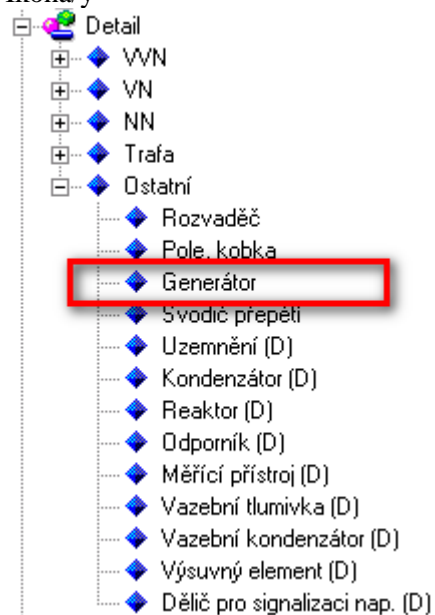 Detail
VVN
VN
NN
Trafa
Ostatní
Rozvaděč
Pole, kobka
Generátor
Svodič přepětí
Uzemnění (D)
Kondenzátor (D)
Reaktor (D)
Odporník (D)
Měřící přístroj (D)
Vazební tlumivka (D)
Vazební kondenzátor (D)
Výsuvný element (D)
Dělič pro signalizaci nap. (D)